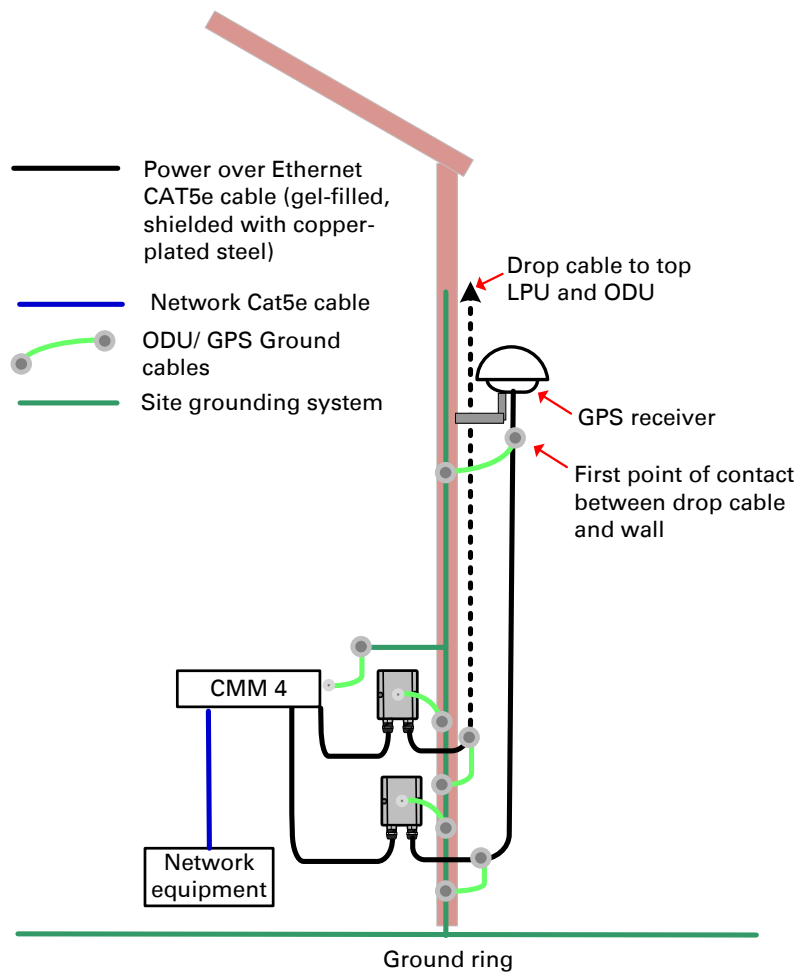 Power over Ethernet
CAT5e cable (gel-filled,
shielded with copper-
plated steel)
Network Cat5e cable
ODU/ GPS Ground
cables
Site grounding system
Drop cable to top
LPU and ODU
GPS receiver
First point of contact
between drop cable
and wall
CMM 4
Network
equipment
Ground ring